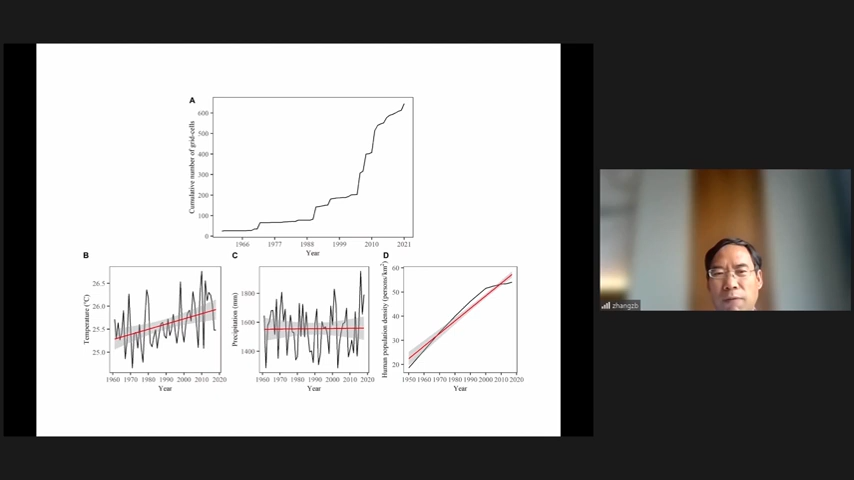 A
Cumulative number of grid-cells
600
500
400
300
200
100
0
1966 1977 1988 1999 2010 2021
Year
B
Temperature (°C)
26.5
26.0
25.5
25.0
1960 1970 1980 1990 2000 2010 2020
Year
C
Precipitation (mm)
1800
1600
1400
1960 1970 1980 1990 2000 2010 2020
Year
D
Human population density (persons/km²)
60
50
40
30
20
1950 1960 1970 1980 1990 2000 2010 2020
Year
zhangzb